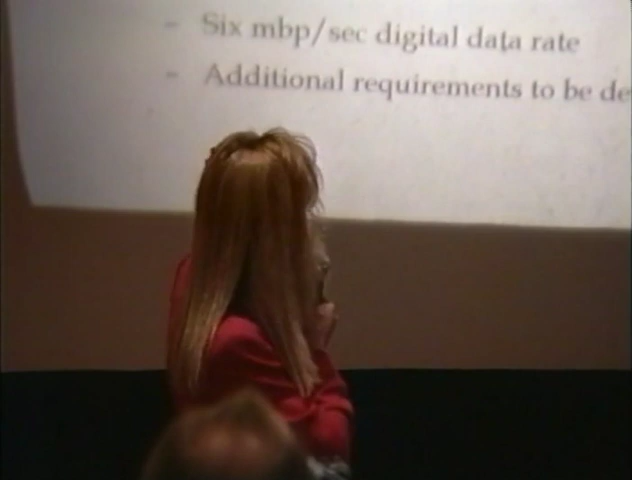 - Six mbp/sec digital data rate
- Additional requirements to be de